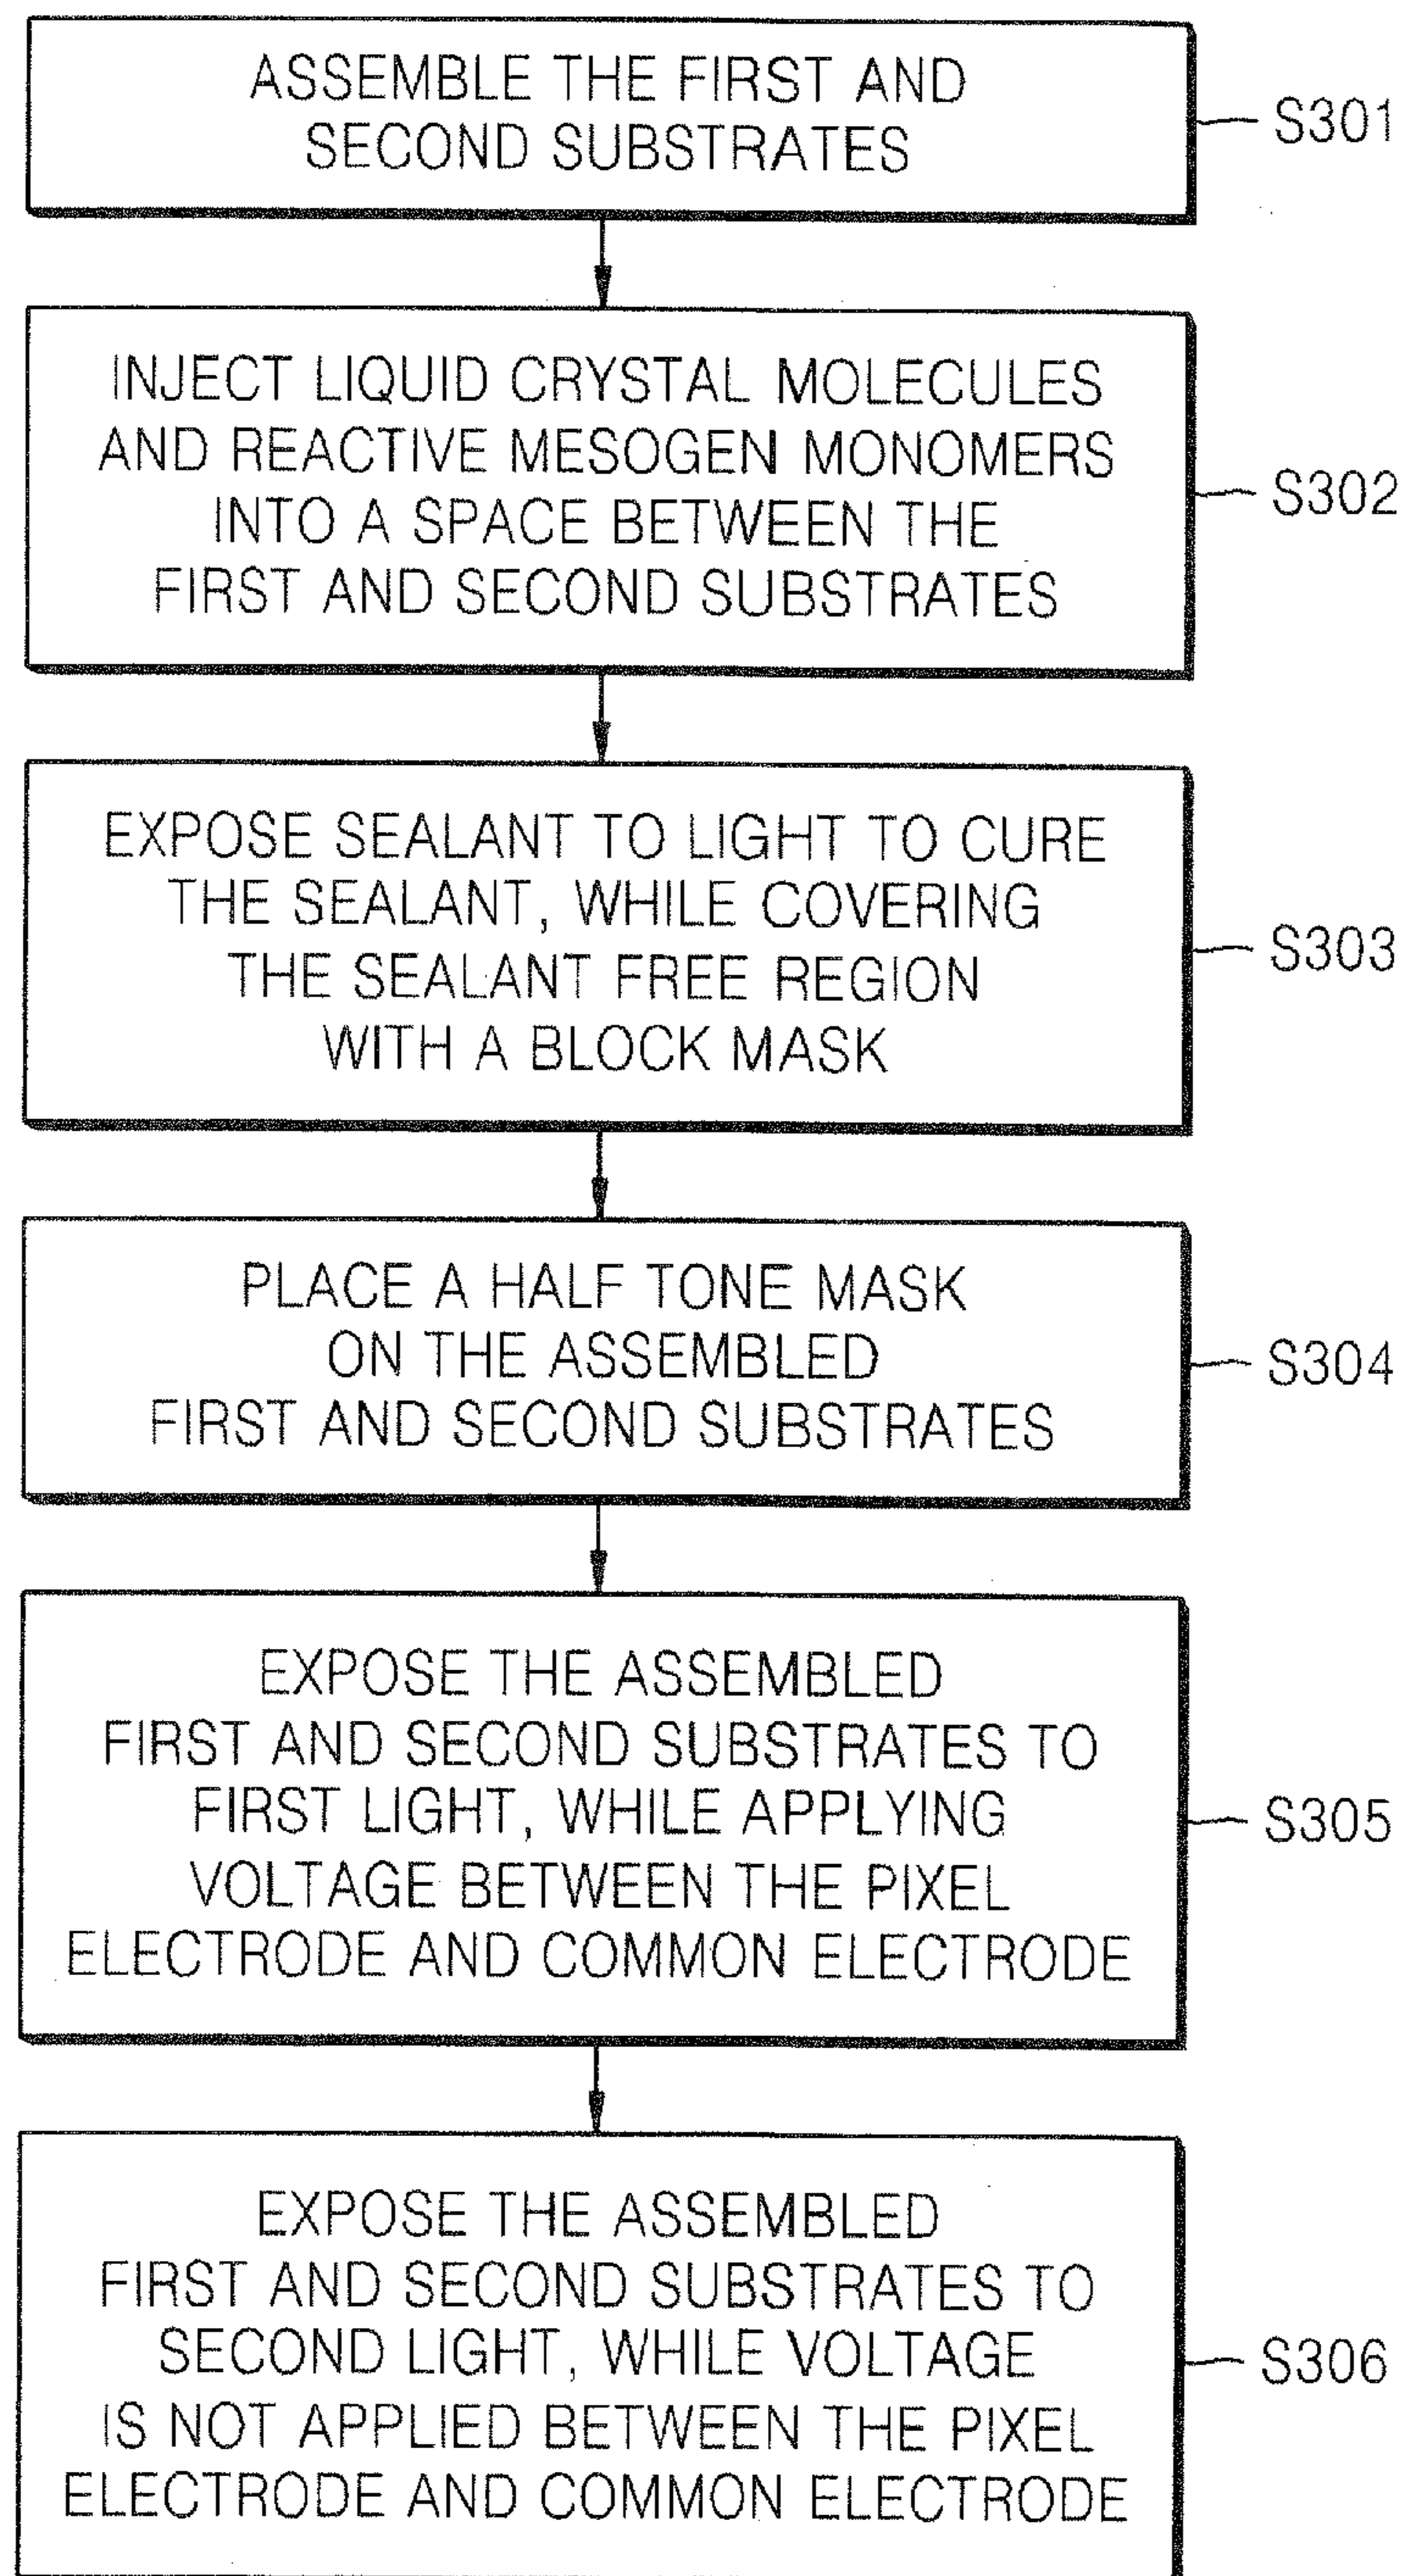 ASSEMBLE THE FIRST AND
SECOND SUBSTRATES
S301
INJECT LIQUID CRYSTAL MOLECULES
AND REACTIVE MESOGEN MONOMERS
INTO A SPACE BETWEEN THE
FIRST AND SECOND SUBSTRATES
S302
EXPOSE SEALANT TO LIGHT TO CURE
THE SEALANT, WHILE COVERING
THE SEALANT FREE REGION
WITH A BLOCK MASK
S303
PLACE A HALF TONE MASK
ON THE ASSEMBLED
FIRST AND SECOND SUBSTRATES
S304
EXPOSE THE ASSEMBLED
FIRST AND SECOND SUBSTRATES TO
FIRST LIGHT, WHILE APPLYING
VOLTAGE BETWEEN THE PIXEL
ELECTRODE AND COMMON ELECTRODE
S305
EXPOSE THE ASSEMBLED
FIRST AND SECOND SUBSTRATES TO
SECOND LIGHT, WHILE VOLTAGE
IS NOT APPLIED BETWEEN THE PIXEL
ELECTRODE AND COMMON ELECTRODE
S306